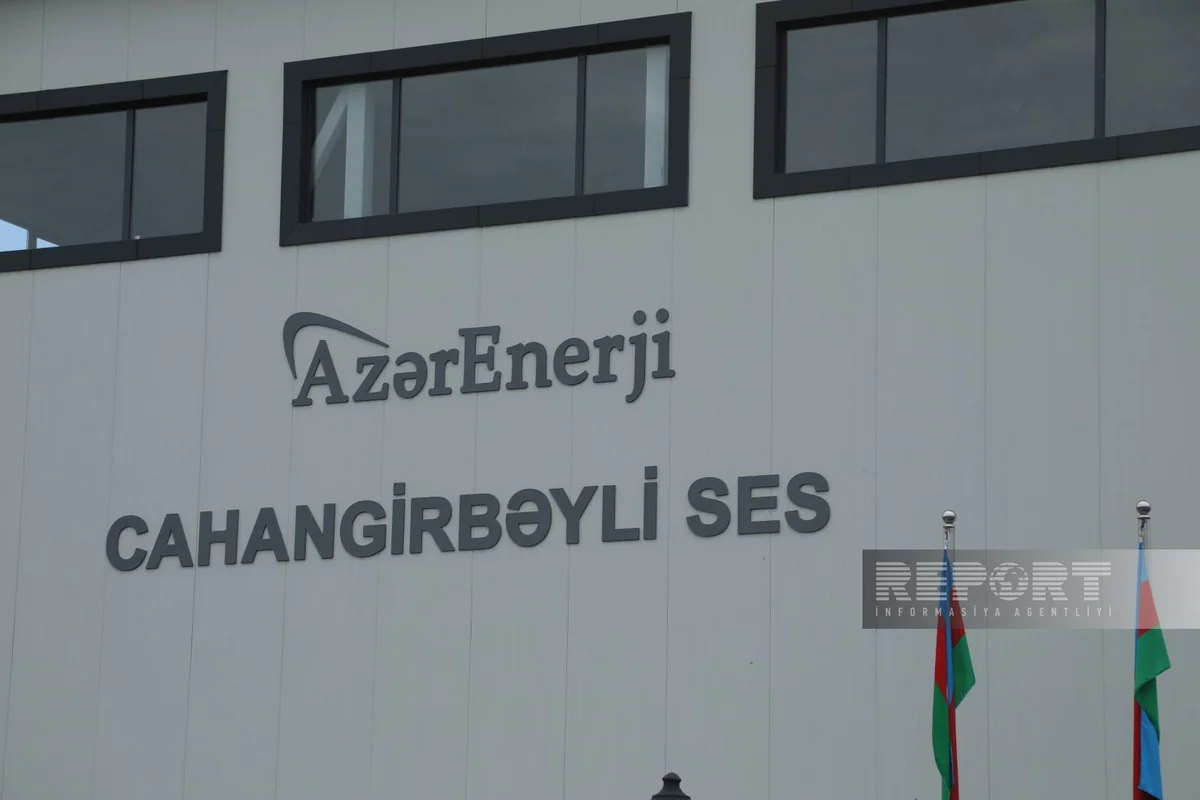 AzərEnerji
CAHANGİRBƏYLİ SES
REPORT
İNFORMASİYA AGENTLİYİ